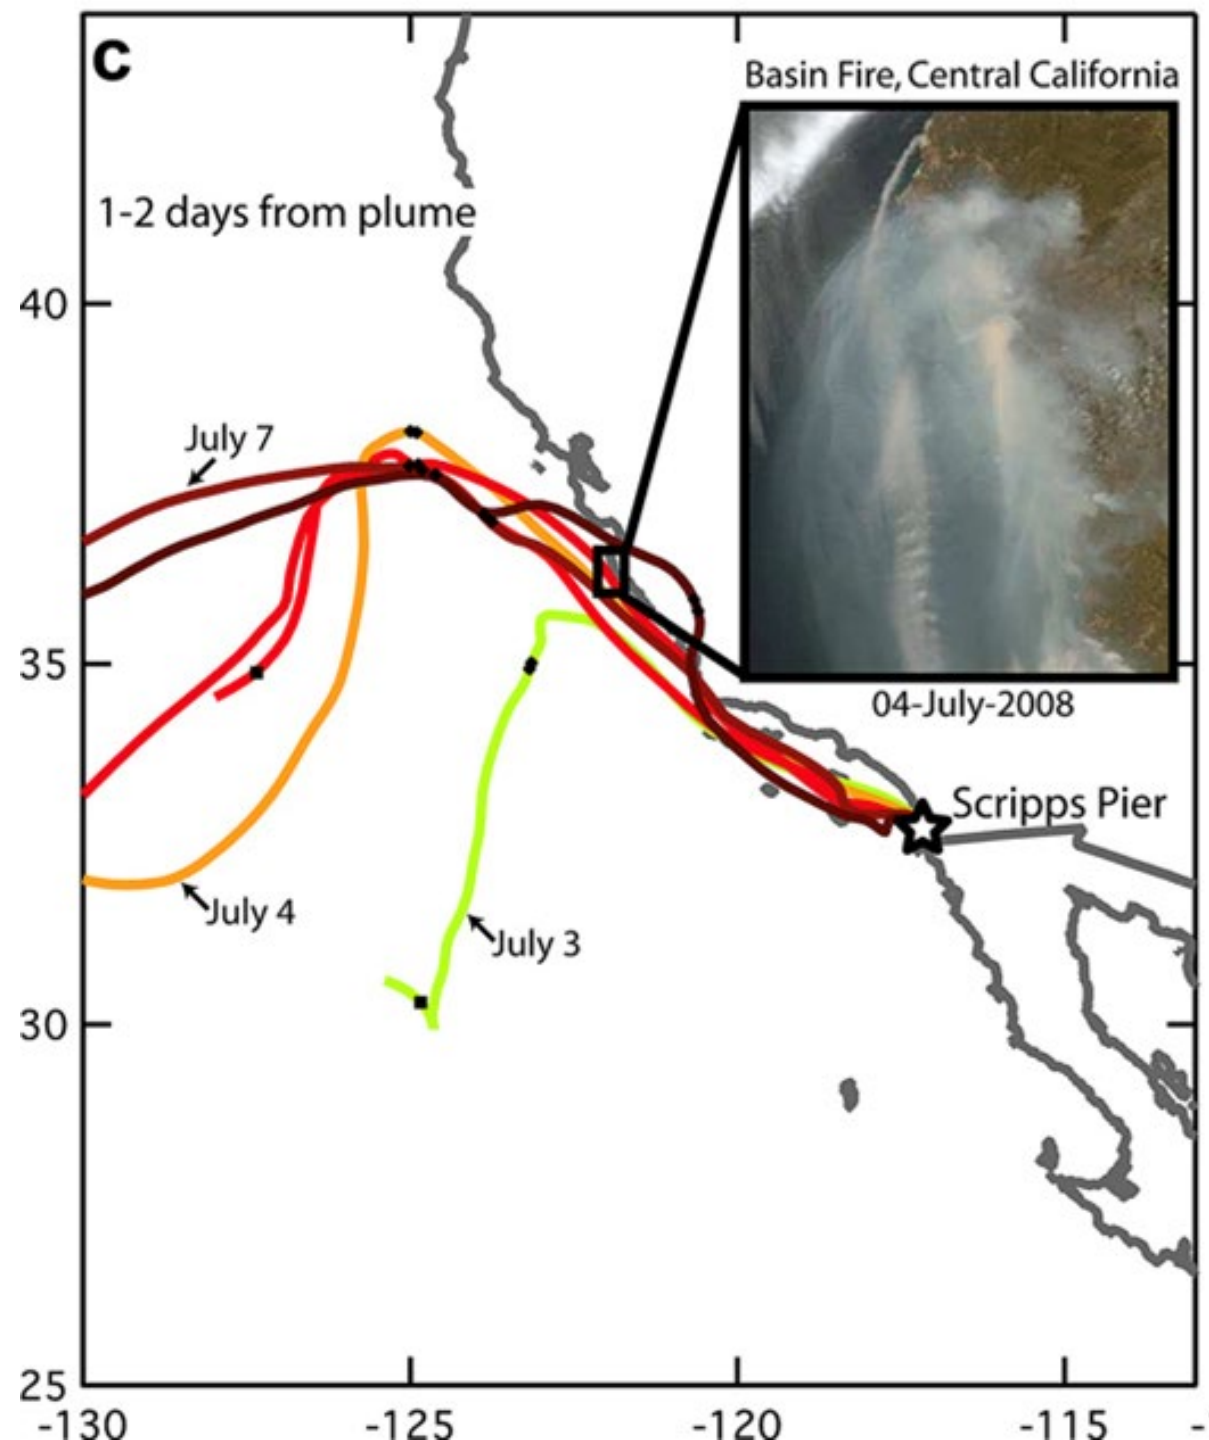 c
Basin Fire, Central California
1-2 days from plume
40
July 7
35
04-July-2008
Scripps Pier
July 4
July 3
30
25
-130
-125
-120
-115
-